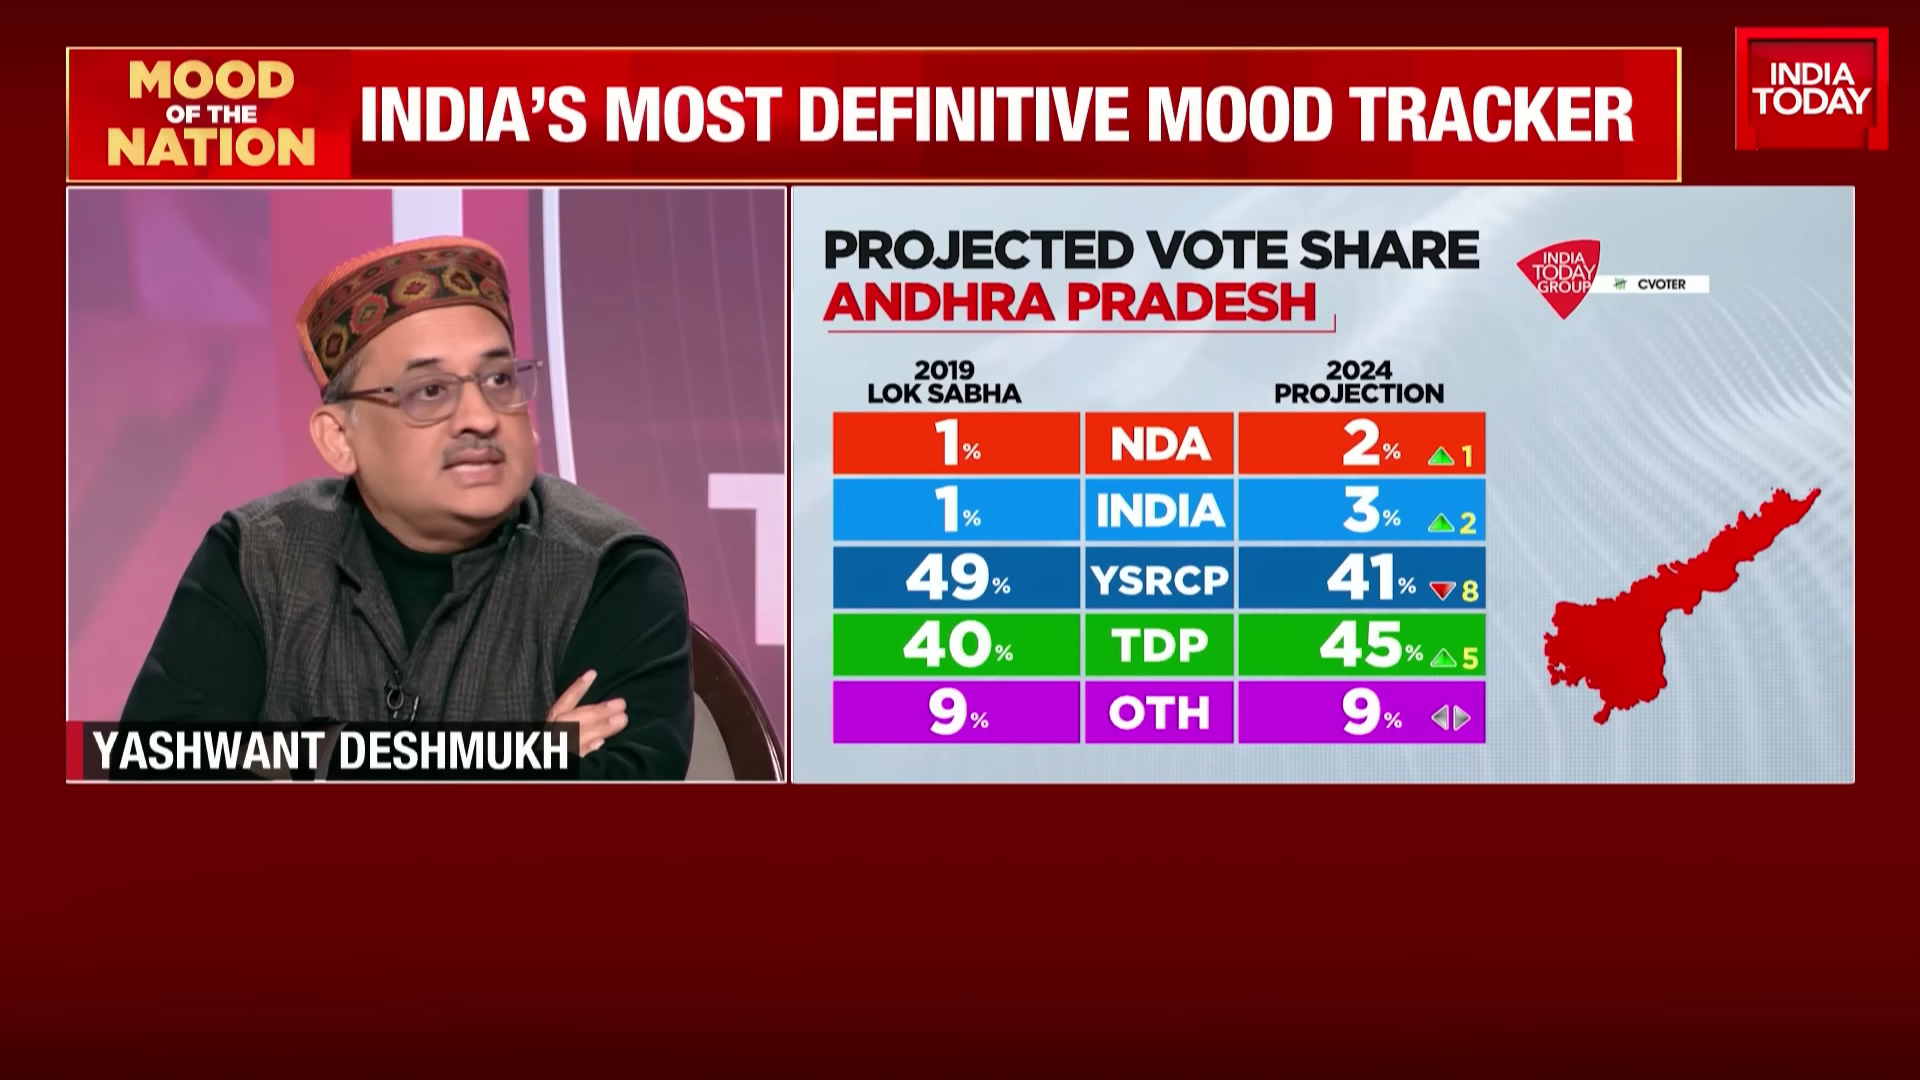 MOOD
OF THE
NATION
INDIA'S MOST DEFINITIVE MOOD TRACKER
INDIA
TODAY
PROJECTED VOTE SHARE
ANDHRA PRADESH
INDIA
TODAY
GROUP
CVOTER
2019
LOK SABHA
2024
PROJECTION
1% NDA 2% 1
1% INDIA 3% 2
49% YSRCP 41% 8
40% TDP 45% 5
9% OTH 9%
T
YASHWANT DESHMUKH